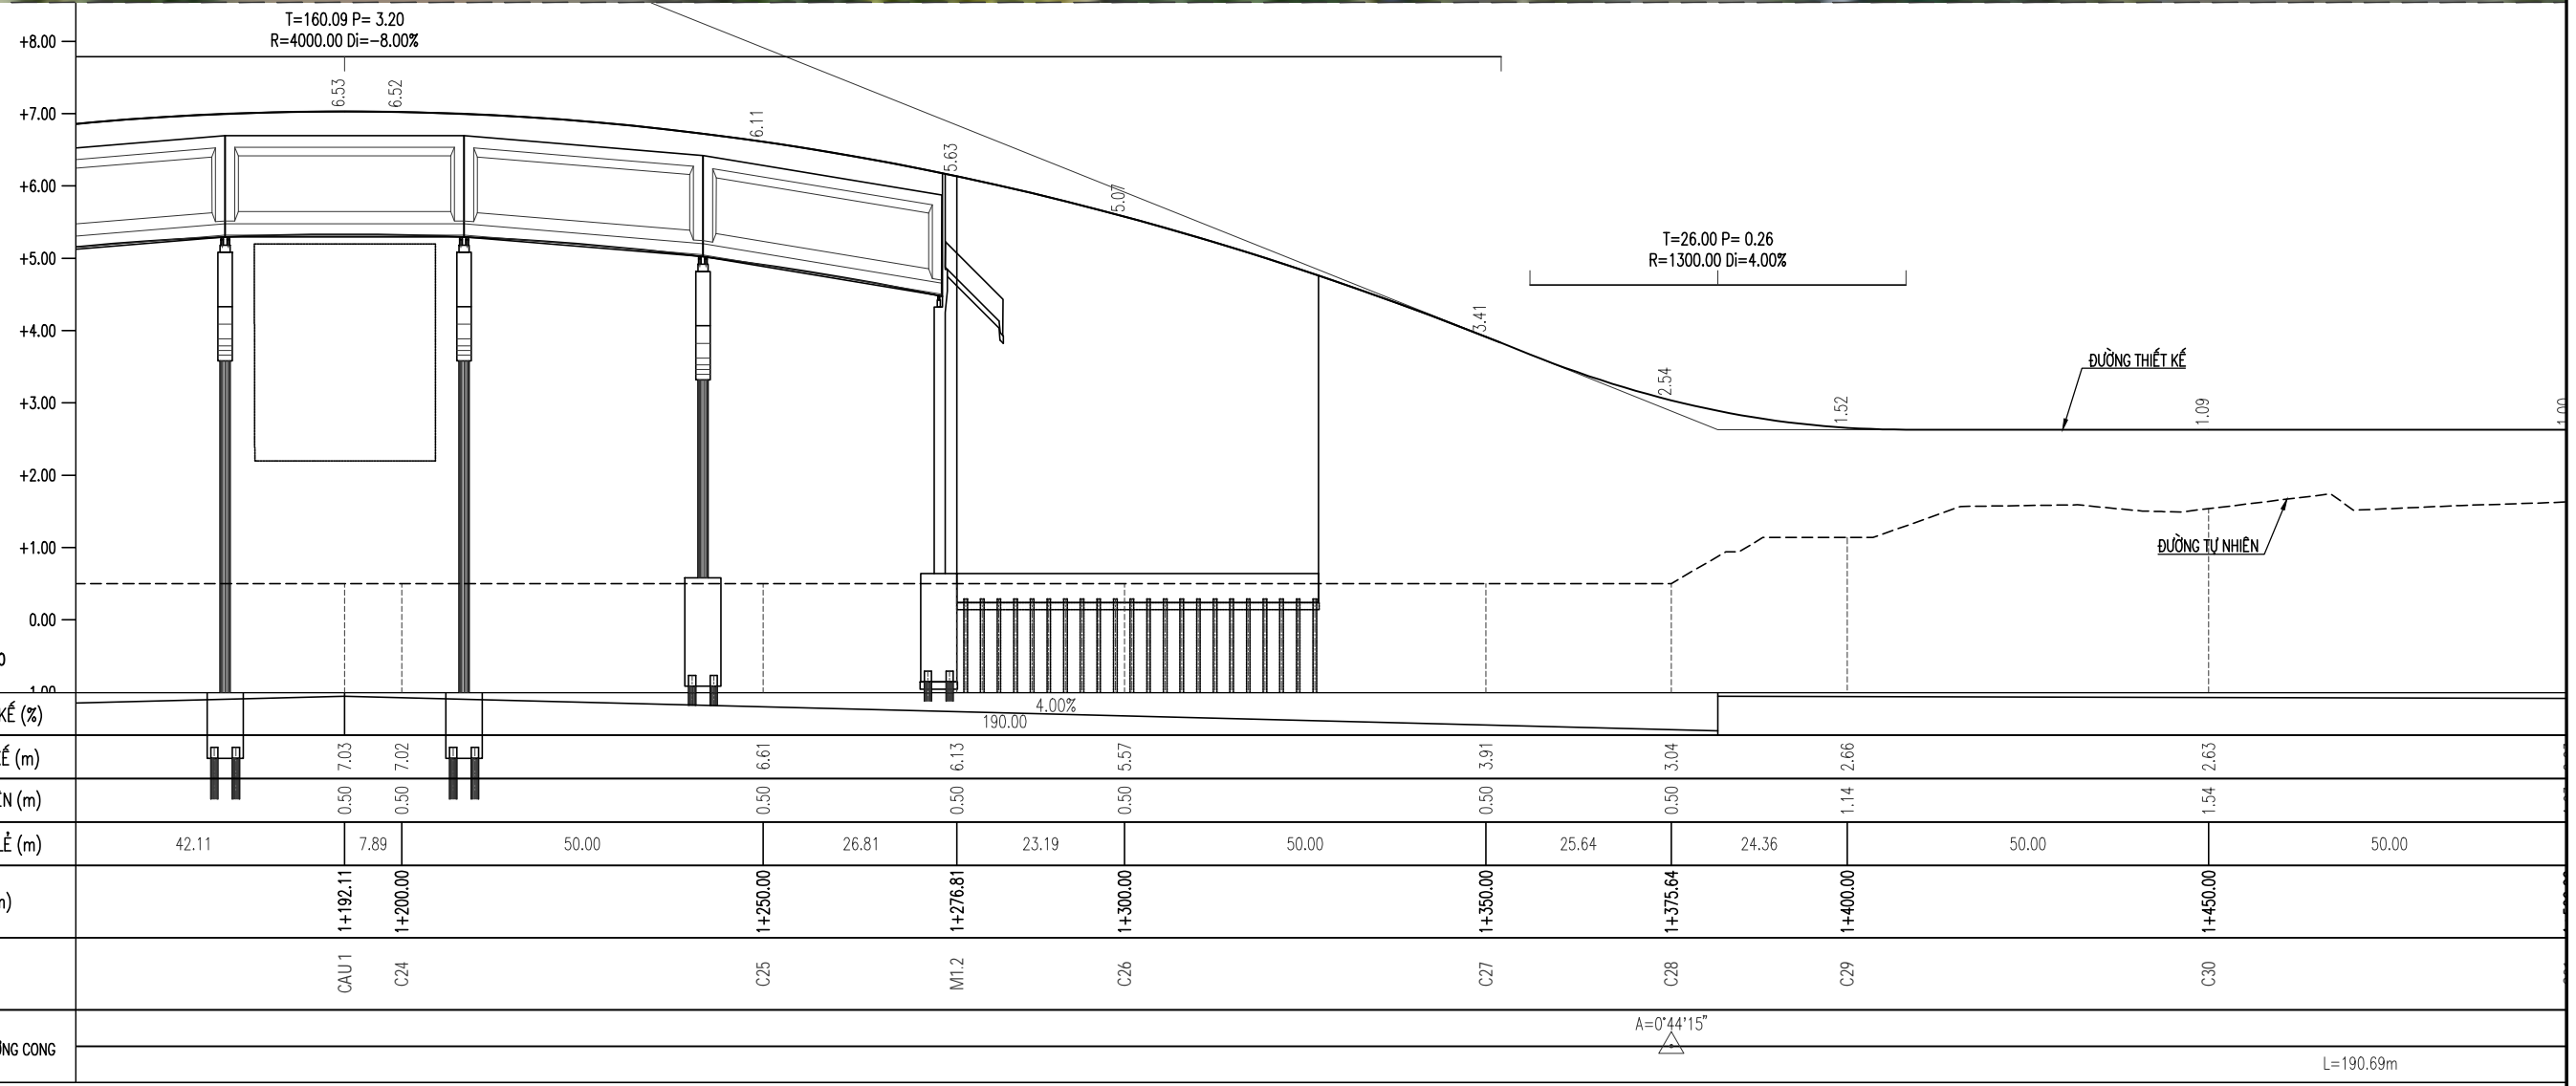 T=160.09 P= 3.20
R=4000.00 Di=-8.00%
+8.00
+7.00
+6.00
+5.00
+4.00
+3.00
+2.00
+1.00
0.00
6.53
6.52
6.11
5.63
5.07
3.41
2.54
1.52
1.09
1.00
T=26.00 P= 0.26
R=1300.00 Di=4.00%
ĐƯỜNG THIẾT KẾ
ĐƯỜNG TỰ NHIÊN
KẾ (%)
4.00%
190.00
(m)
7.03 7.02 6.61 6.13 5.57 3.91 3.04 2.66 2.63
ÊN (m)
0.50 0.50 0.50 0.50 0.50 0.50 0.50 1.14 1.54
LẺ (m)
42.11 7.89 50.00 26.81 23.19 50.00 25.64 24.36 50.00 50.00
m)
1+192.11 1+200.00 1+250.00 1+276.81 1+300.00 1+350.00 1+375.64 1+400.00 1+450.00
CAU 1 C24 C25 M1.2 C26 C27 C28 C29 C30
ỜNG CONG
A=0°44'15"
L=190.69m